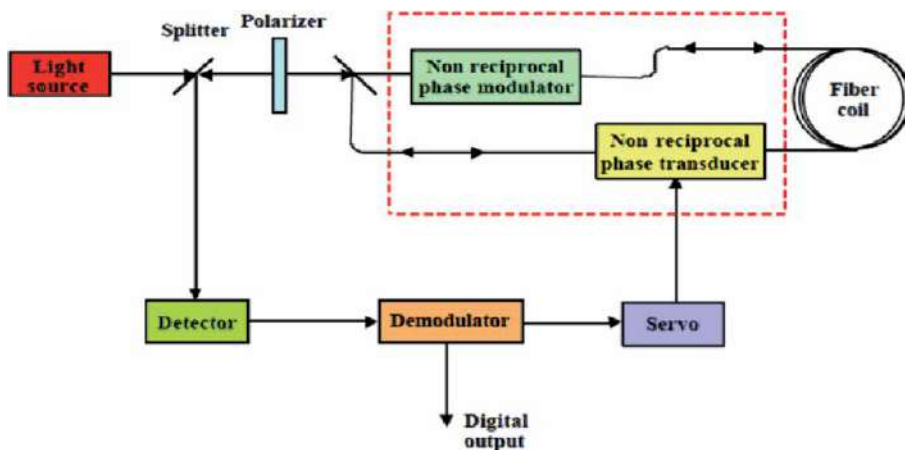 Polarizer
Splitter
Light
source
Non reciprocal
phase modulator
Fiber
coil
Non reciprocal
phase transducer
Detector
Demodulator
Servo
Digital
output